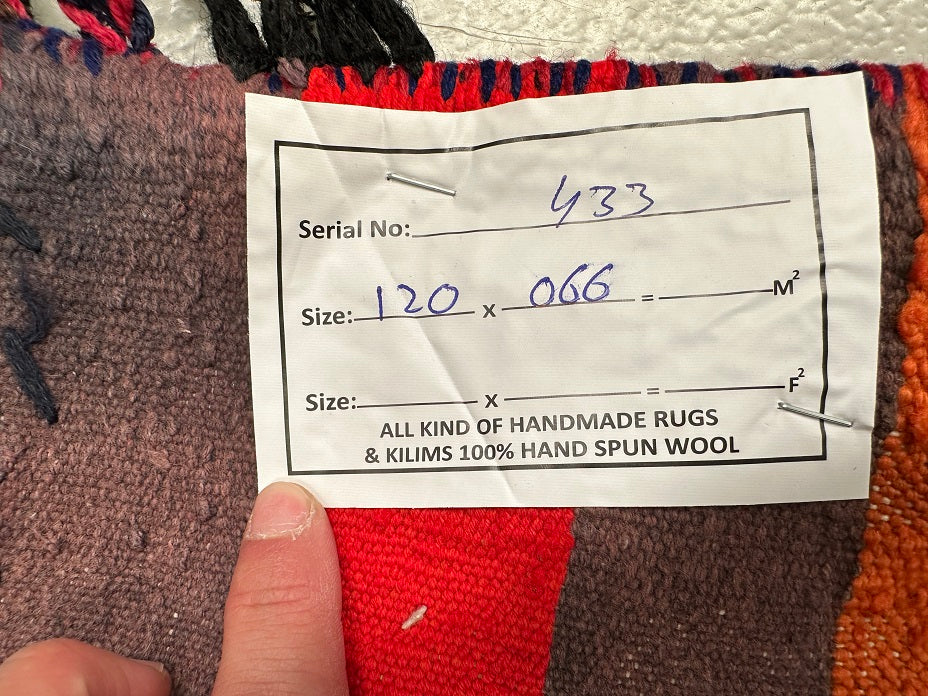 Serial No: 433
Size: 120 x 066 = M²
Size: x = F²
ALL KIND OF HANDMADE RUGS
& KILIMS 100% HAND SPUN WOOL